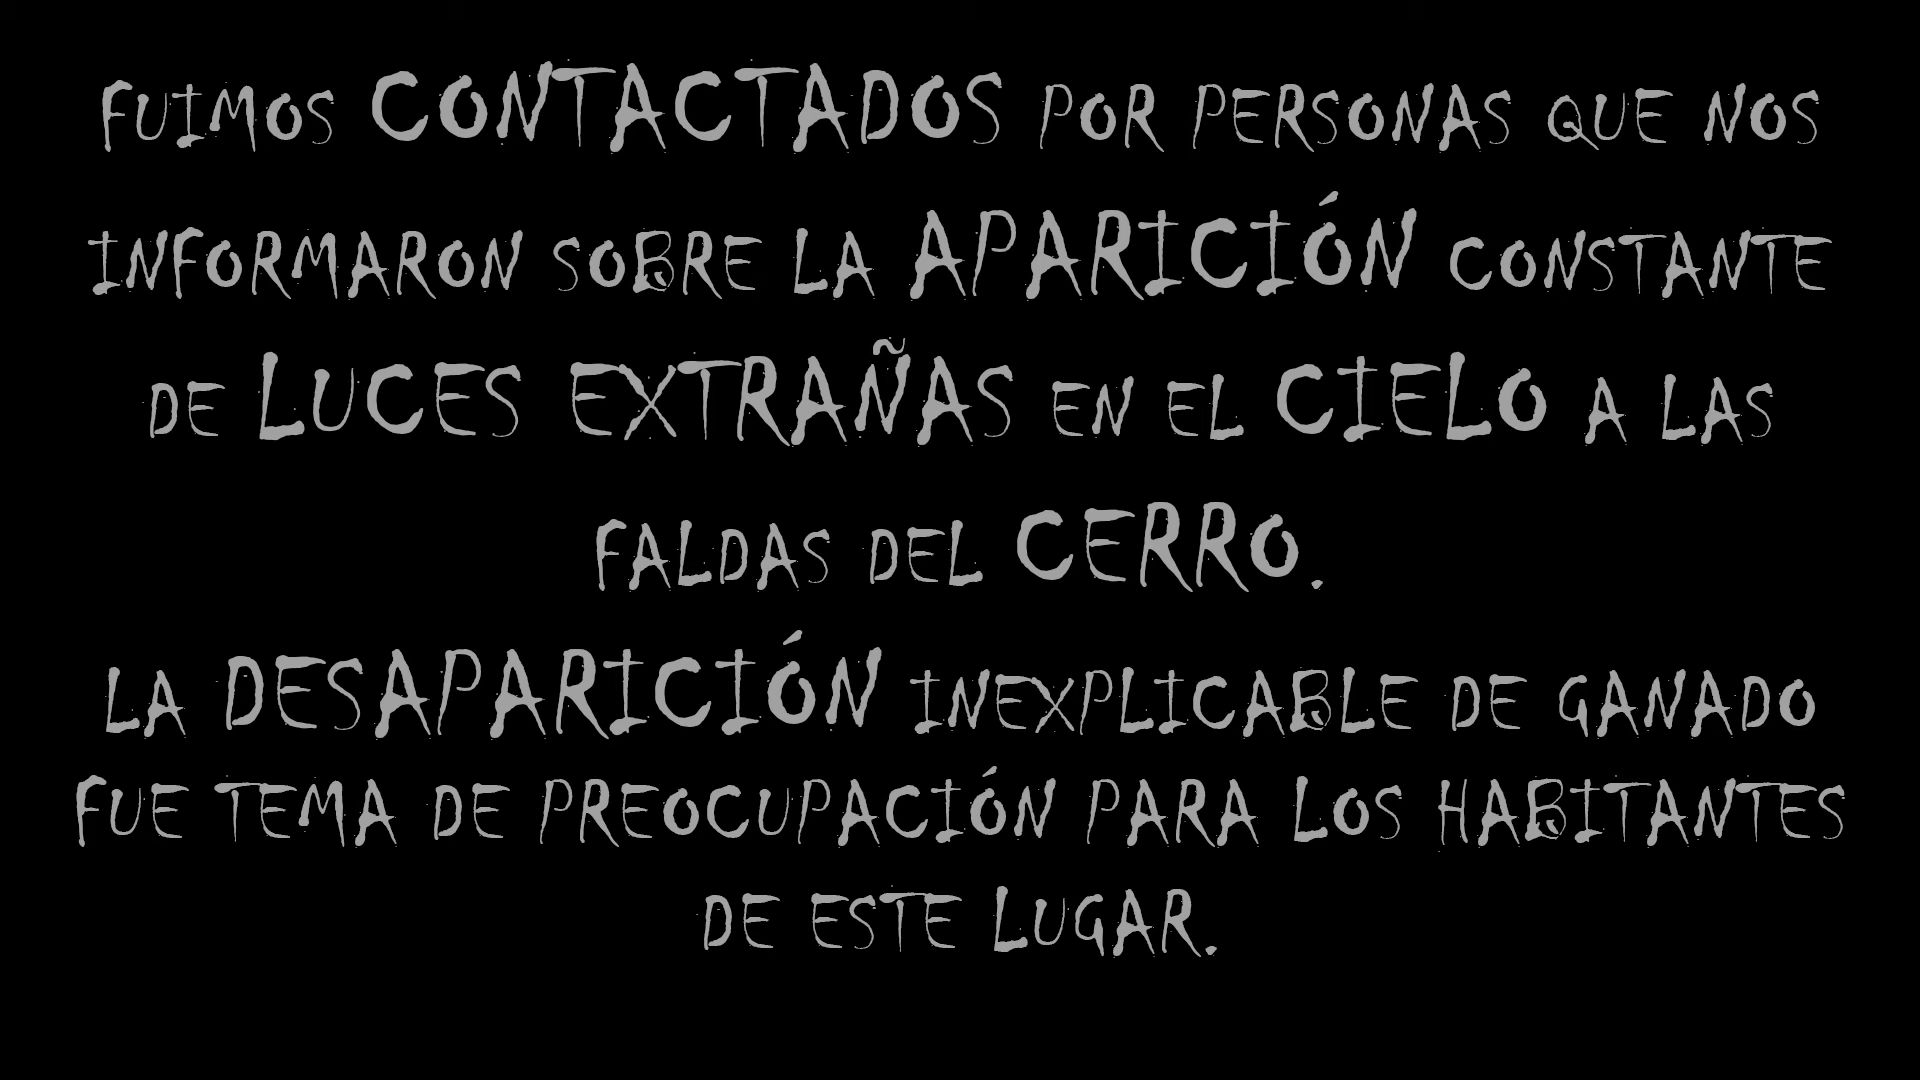 FUIMOS CONTACTADOS POR PERSONAS QUE NOS
INFORMARON SOBRE LA APARICIÓN CONSTANTE
DE LUCES EXTRAÑAS EN EL CIELO A LAS
FALDAS DEL CERRO.
LA DESAPARICIÓN INEXPLICABLE DE GANADO
FUE TEMA DE PREOCUPACIÓN PARA LOS HABITANTES
DE ESTE LUGAR.